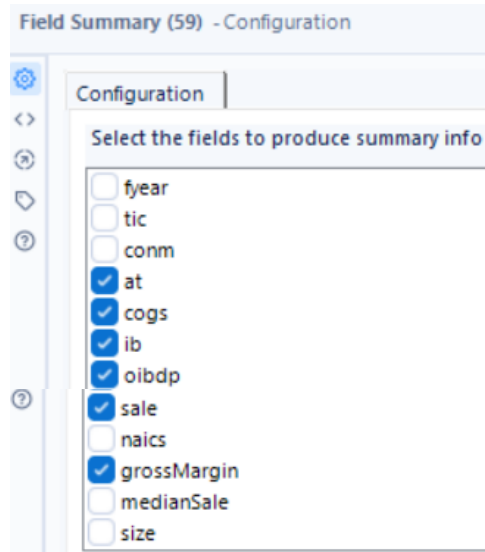 Field Summary (59) - Configuration
Configuration
Select the fields to produce summary info
fyear
tic
conm
at
cogs
ib
oibdp
sale
naics
grossMargin
medianSale
size